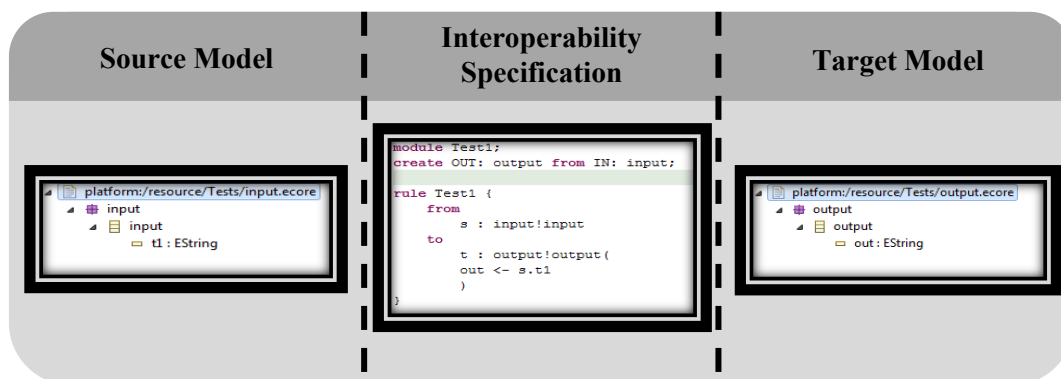 Source Model
Interoperability
Specification
Target Model
platform:/resource/Tests/input.ecore
input
input
t1 : EString
module Test1;
create OUT: output from IN: input;
rule Test1 {
from
s : input!input
to
t : output!output(
out <- s.t1
)
}
platform:/resource/Tests/output.ecore
output
output
out : EString